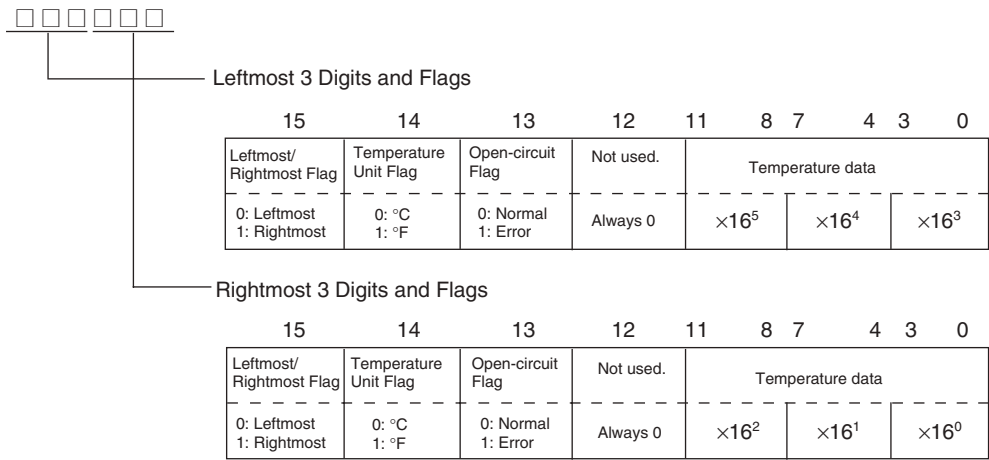 □□□□□□
Leftmost 3 Digits and Flags
15 14 13 12 11 8 7 4 3 0
Leftmost/ Temperature Open-circuit Not used. Temperature data
Rightmost Flag Unit Flag Flag
0: Leftmost 0: °C 0: Normal Always 0 ×16⁵ ×16⁴ ×16³
1: Rightmost 1: °F 1: Error
Rightmost 3 Digits and Flags
15 14 13 12 11 8 7 4 3 0
Leftmost/ Temperature Open-circuit Not used. Temperature data
Rightmost Flag Unit Flag Flag
0: Leftmost 0: °C 0: Normal Always 0 ×16² ×16¹ ×16⁰
1: Rightmost 1: °F 1: Error